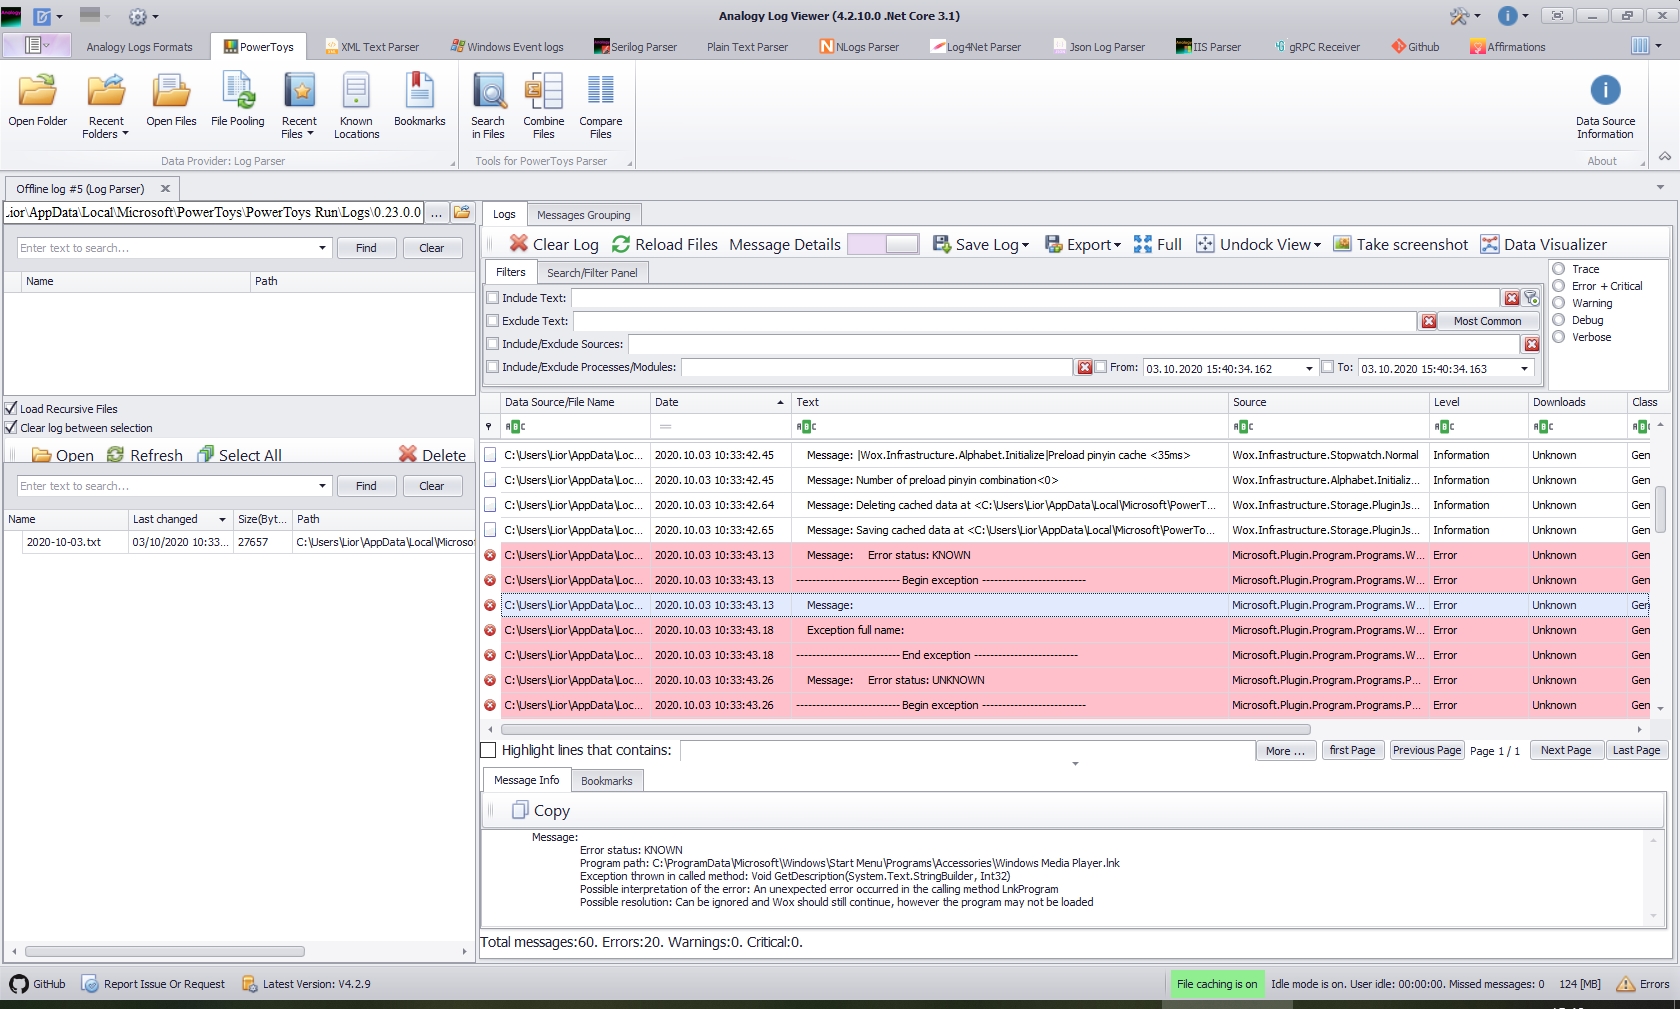 Analogy Log Viewer (4.2.10.0 .Net Core 3.1)
Analogy Logs Formats PowerToys XML Text Parser Windows Event logs Serilog Parser Plain Text Parser NLogs Parser Log4Net Parser Json Log Parser IIS Parser gRPC Receiver Github Affirmations
Open Folder Recent Folders Open Files File Pooling Recent Files Known Locations Bookmarks Search in Files Combine Files Compare Files Data Source Information
Data Provider: Log Parser Tools for PowerToys Parser About
Offline log #5 (Log Parser)
.ior\AppData\Local\Microsoft\PowerToys\PowerToys Run\Logs\0.23.0.0 ...
Enter text to search... Find Clear
Name Path
Load Recursive Files
Clear log between selection
Open Refresh Select All Delete
Enter text to search... Find Clear
Name Last changed Size(Byt... Path
2020-10-03.txt 03/10/2020 10:33... 27657 C:\Users\Lior\AppData\Local\Microsof
Logs Messages Grouping
Clear Log Reload Files Message Details Save Log Export Full Undock View Take screenshot Data Visualizer
Filters Search/Filter Panel
Include Text:
Exclude Text: Most Common
Include/Exclude Sources:
Include/Exclude Processes/Modules: From: 03.10.2020 15:40:34.162 To: 03.10.2020 15:40:34.163
Trace
Error + Critical
Warning
Debug
Verbose
Data Source/File Name Date Text Source Level Downloads Class
C:\Users\Lior\AppData\Loc... 2020.10.03 10:33:42.45 Message: |Wox.Infrastructure.Alphabet.Initialize|Preload pinyin cache <35ms> Wox.Infrastructure.Stopwatch.Normal Information Unknown Gen
C:\Users\Lior\AppData\Loc... 2020.10.03 10:33:42.45 Message: Number of preload pinyin combination<0> Wox.Infrastructure.Alphabet.Initializ... Information Unknown Gen
C:\Users\Lior\AppData\Loc... 2020.10.03 10:33:42.64 Message: Deleting cached data at <C:\Users\Lior\AppData\Local\Microsoft\PowerT... Wox.Infrastructure.Storage.PluginJs... Information Unknown Gen
C:\Users\Lior\AppData\Loc... 2020.10.03 10:33:42.65 Message: Saving cached data at <C:\Users\Lior\AppData\Local\Microsoft\PowerTo... Wox.Infrastructure.Storage.PluginJs... Information Unknown Gen
C:\Users\Lior\AppData\Loc... 2020.10.03 10:33:43.13 Message: Error status: KNOWN Microsoft.Plugin.Program.Programs.W... Error Unknown Gen
C:\Users\Lior\AppData\Loc... 2020.10.03 10:33:43.13 -------------------------- Begin exception -------------------------- Microsoft.Plugin.Program.Programs.W... Error Unknown Gen
C:\Users\Lior\AppData\Loc... 2020.10.03 10:33:43.13 Message: Microsoft.Plugin.Program.Programs.W... Error Unknown Gen
C:\Users\Lior\AppData\Loc... 2020.10.03 10:33:43.18 Exception full name: Microsoft.Plugin.Program.Programs.W... Error Unknown Gen
C:\Users\Lior\AppData\Loc... 2020.10.03 10:33:43.18 -------------------------- End exception -------------------------- Microsoft.Plugin.Program.Programs.W... Error Unknown Gen
C:\Users\Lior\AppData\Loc... 2020.10.03 10:33:43.26 Message: Error status: UNKNOWN Microsoft.Plugin.Program.Programs.P... Error Unknown Gen
C:\Users\Lior\AppData\Loc... 2020.10.03 10:33:43.26 -------------------------- Begin exception -------------------------- Microsoft.Plugin.Program.Programs.P... Error Unknown Gen
Highlight lines that contains: More ... first Page Previous Page Page 1 / 1 Next Page Last Page
Message Info Bookmarks
Copy
Message:
Error status: KNOWN
Program path: C:\ProgramData\Microsoft\Windows\Start Menu\Programs\Accessories\Windows Media Player.lnk
Exception thrown in called method: Void GetDescription(System.Text.StringBuilder, Int32)
Possible interpretation of the error: An unexpected error occurred in the calling method LnkProgram
Possible resolution: Can be ignored and Wox should still continue, however the program may not be loaded
Total messages:60. Errors:20. Warnings:0. Critical:0.
GitHub Report Issue Or Request Latest Version: V4.2.9 File caching is on Idle mode is on. User idle: 00:00:00. Missed messages: 0 124 [MB] Errors